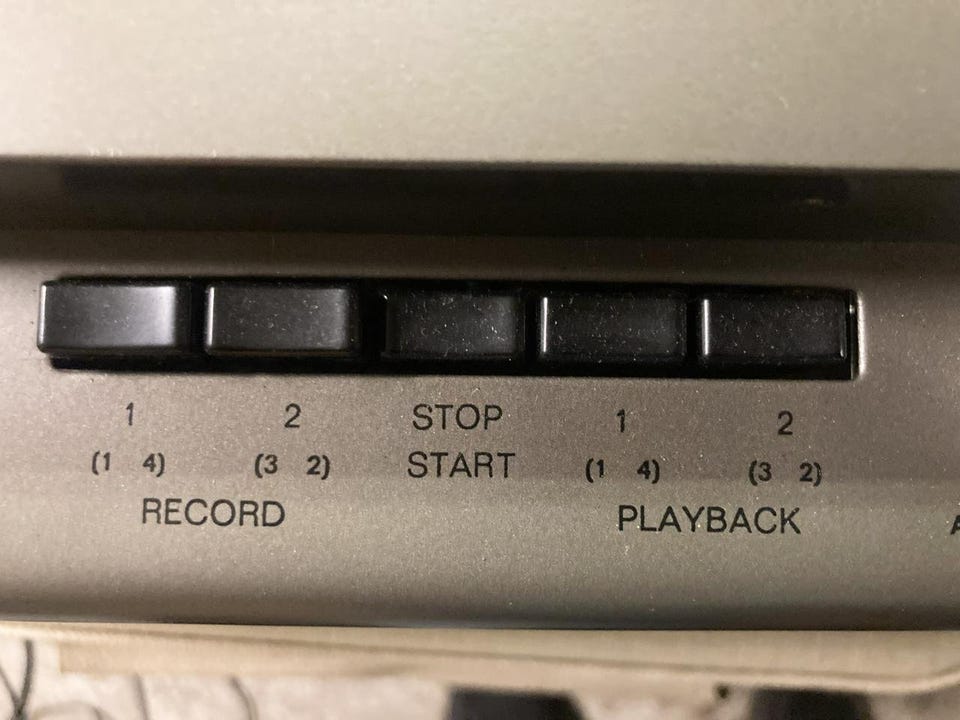 1 2 STOP 1 2
(1 4) (3 2) START (1 4) (3 2)
RECORD PLAYBACK A